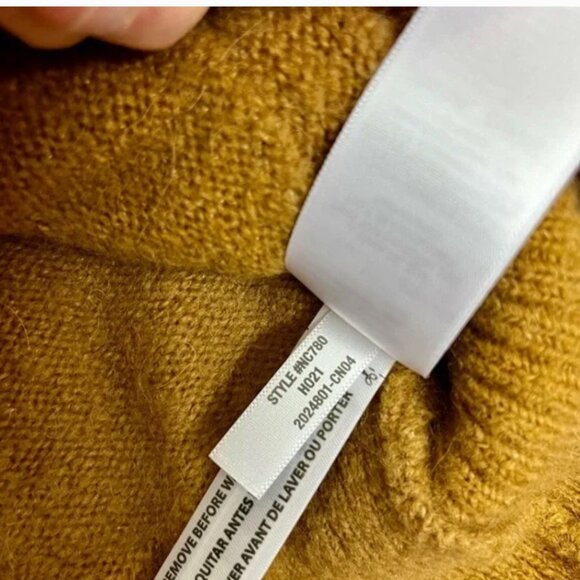 STYLE #NC780
H021
2024801-CN04
REMOVE BEFORE
QUITAR ANTES
AVANT DE LAVER OU PORTER